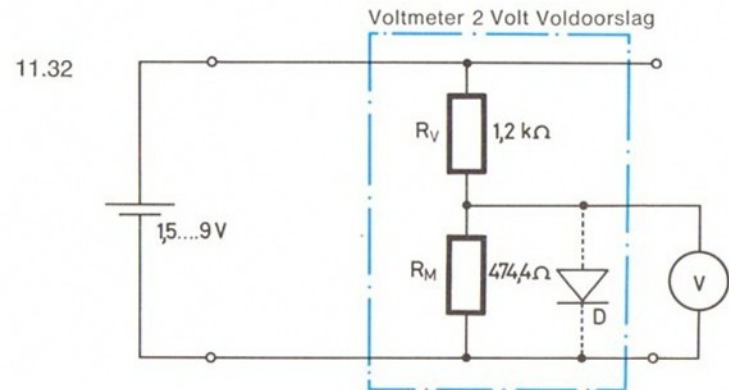 Voltmeter 2 Volt Voldoorslag
11.32
R_V 1,2 kΩ
1,5....9 V
R_M 474,4 Ω
D
V